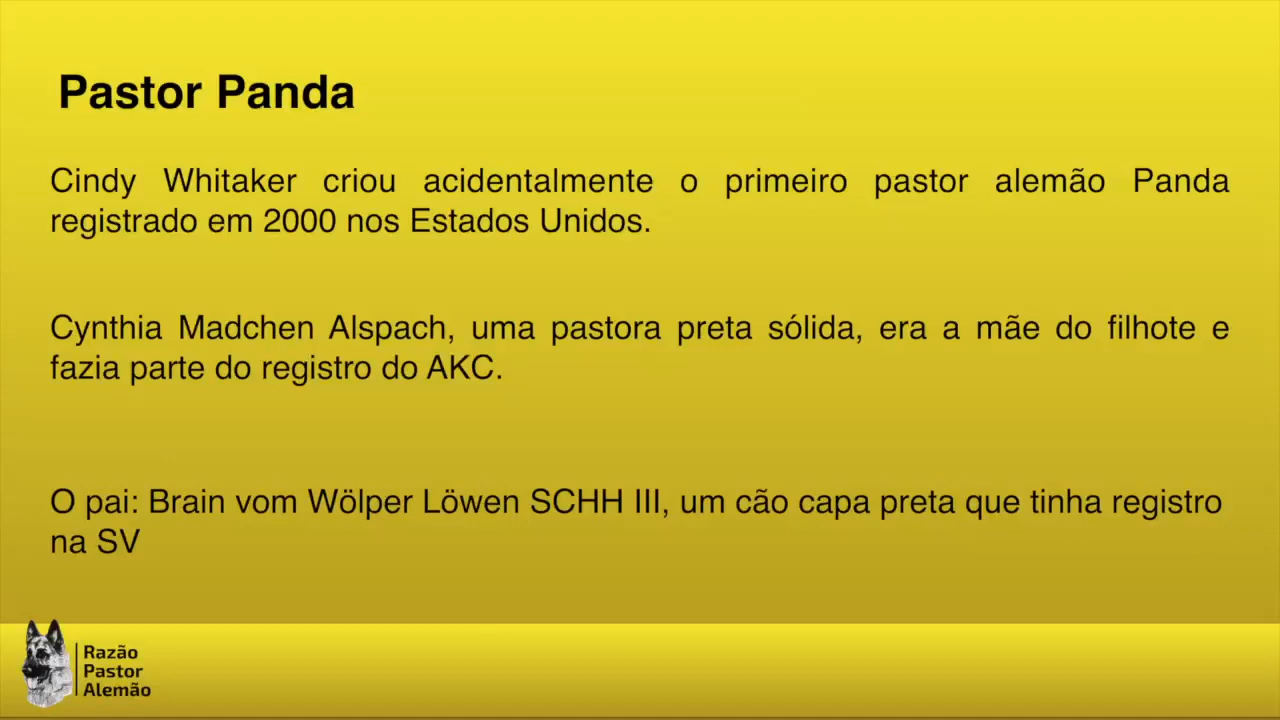 Pastor Panda
Cindy Whitaker criou acidentalmente o primeiro pastor alemão Panda
registrado em 2000 nos Estados Unidos.
Cynthia Madchen Alspach, uma pastora preta sólida, era a mãe do filhote e
fazia parte do registro do AKC.
O pai: Brain vom Wölper Löwen SCHH III, um cão capa preta que tinha registro
na SV
Razão
Pastor
Alemão